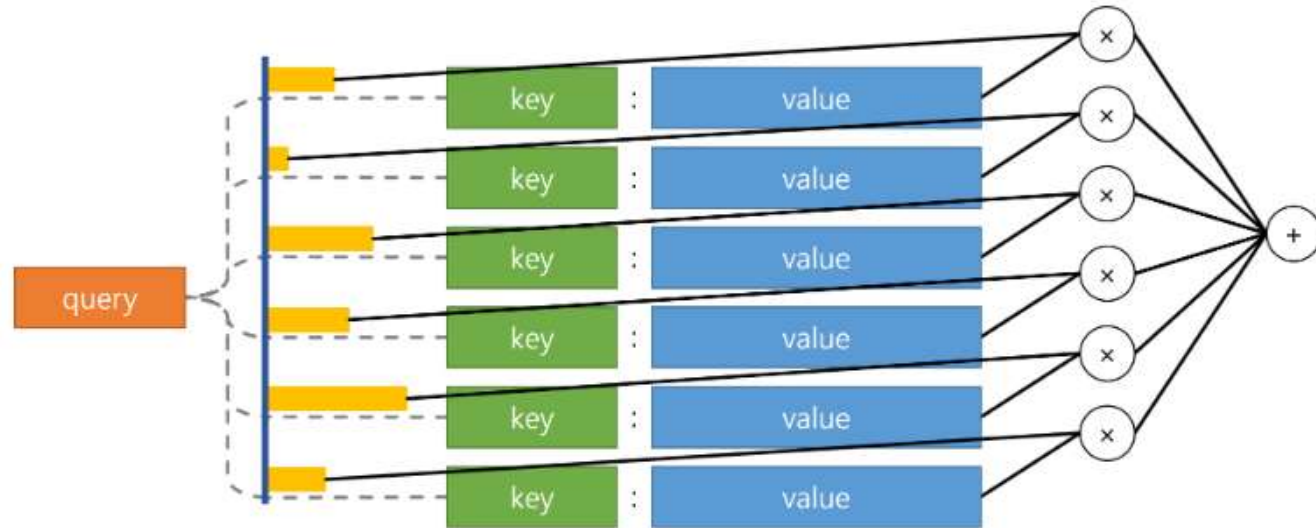 ×
key : value
×
key : value
×
key : value
+
query
×
key : value
×
key : value
×
key : value